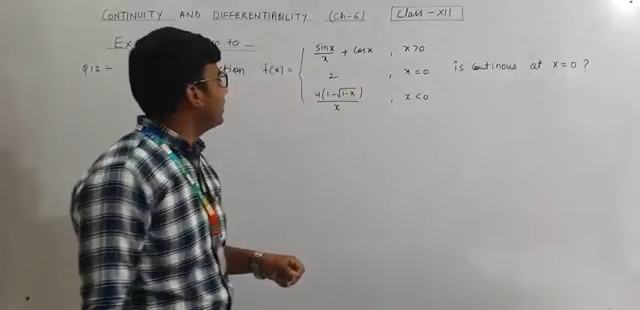 CONTINUITY AND DIFFERENTIABILITY (Ch-6) Class-XII
Ex to _
Q12:- f(x) = { sinx/x + cosx , x>0
2 , x=0 is continous at x=0 ?
4(1-√1-x)/x , x<0